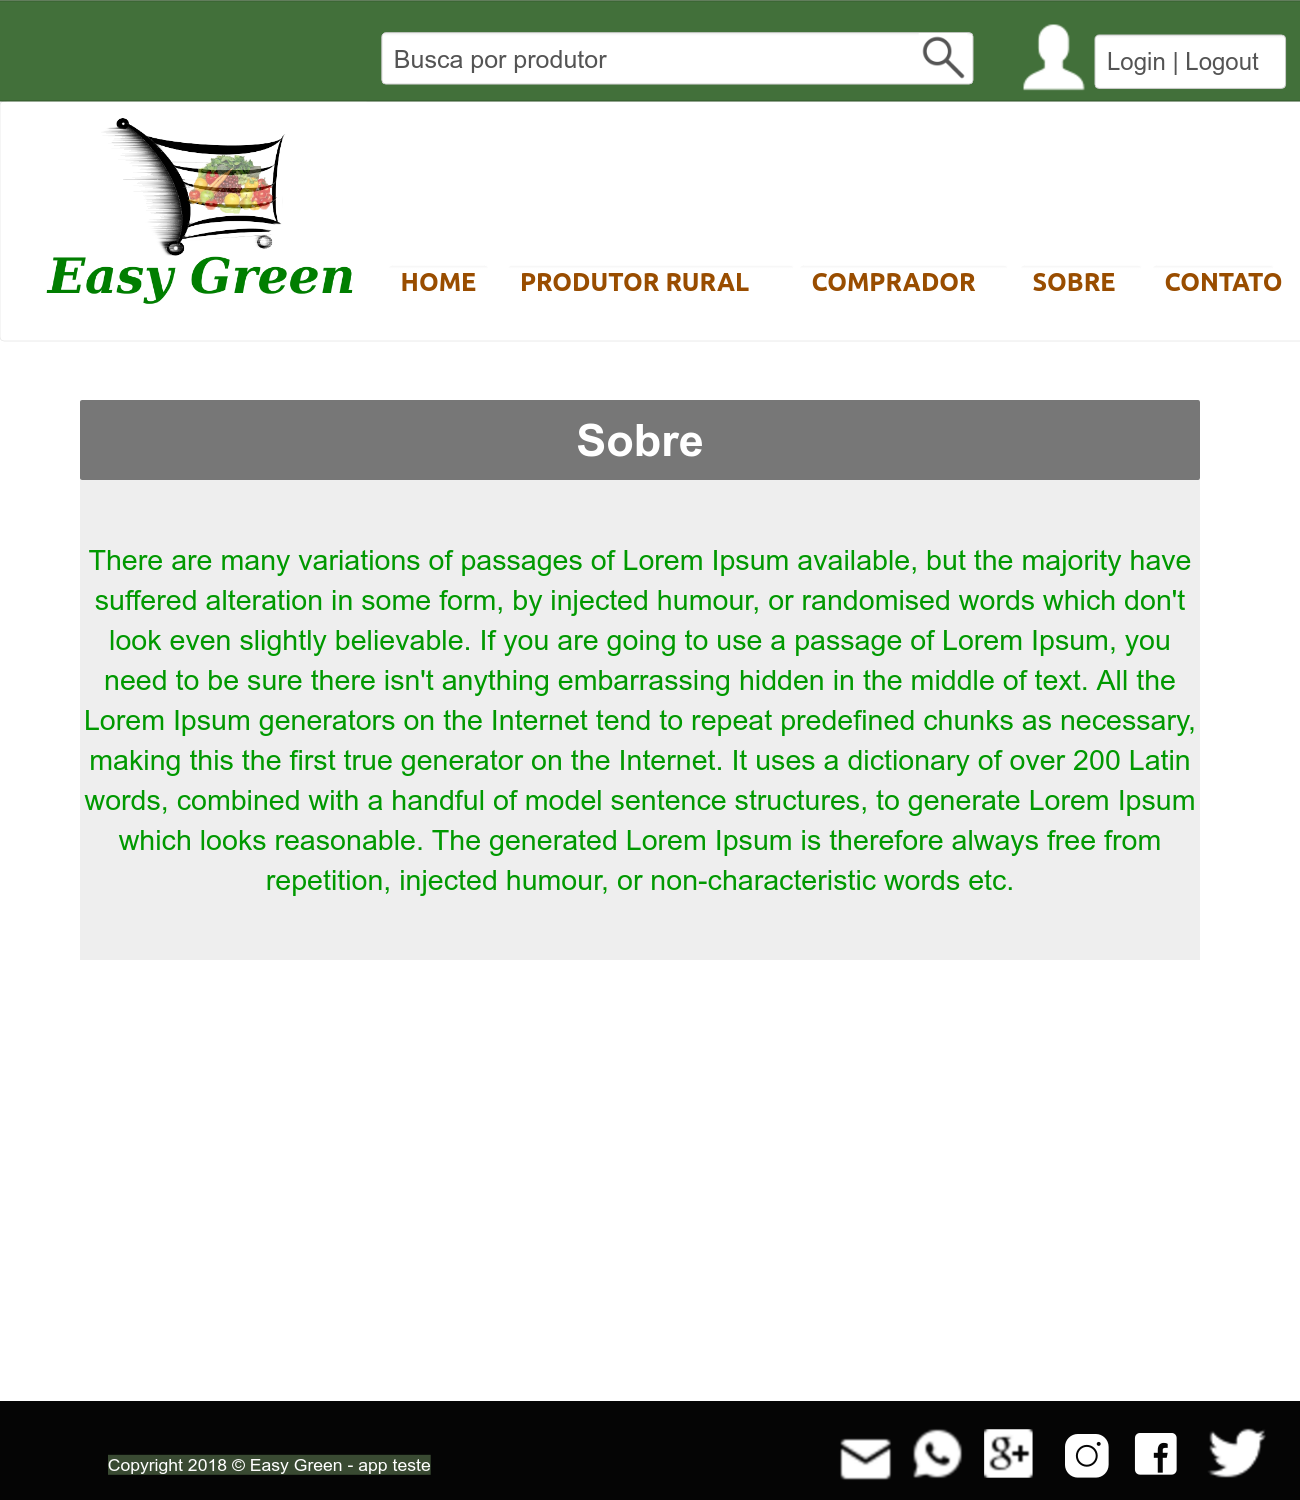 Busca por produtor
Login | Logout
Easy Green
HOME PRODUTOR RURAL COMPRADOR SOBRE CONTATO
Sobre
There are many variations of passages of Lorem Ipsum available, but the majority have
suffered alteration in some form, by injected humour, or randomised words which don't
look even slightly believable. If you are going to use a passage of Lorem Ipsum, you
need to be sure there isn't anything embarrassing hidden in the middle of text. All the
Lorem Ipsum generators on the Internet tend to repeat predefined chunks as necessary,
making this the first true generator on the Internet. It uses a dictionary of over 200 Latin
words, combined with a handful of model sentence structures, to generate Lorem Ipsum
which looks reasonable. The generated Lorem Ipsum is therefore always free from
repetition, injected humour, or non-characteristic words etc.
Copyright 2018 © Easy Green - app teste
g+